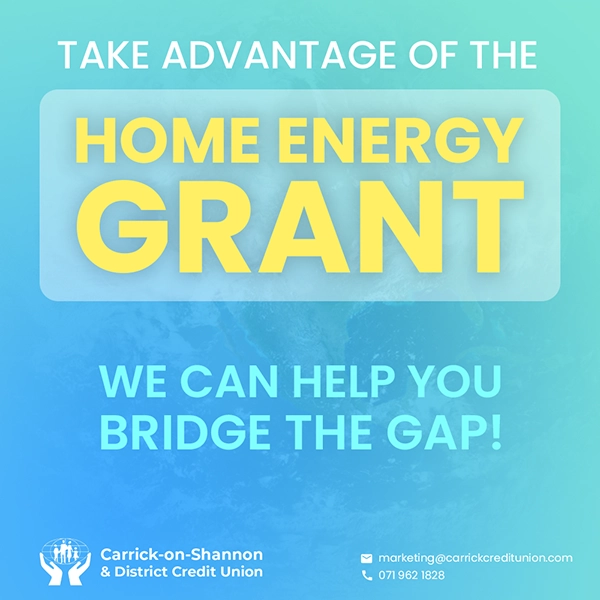 TAKE ADVANTAGE OF THE
HOME ENERGY
GRANT
WE CAN HELP YOU
BRIDGE THE GAP!
Carrick-on-Shannon
& District Credit Union
marketing@carrickcreditunion.com
071 962 1828